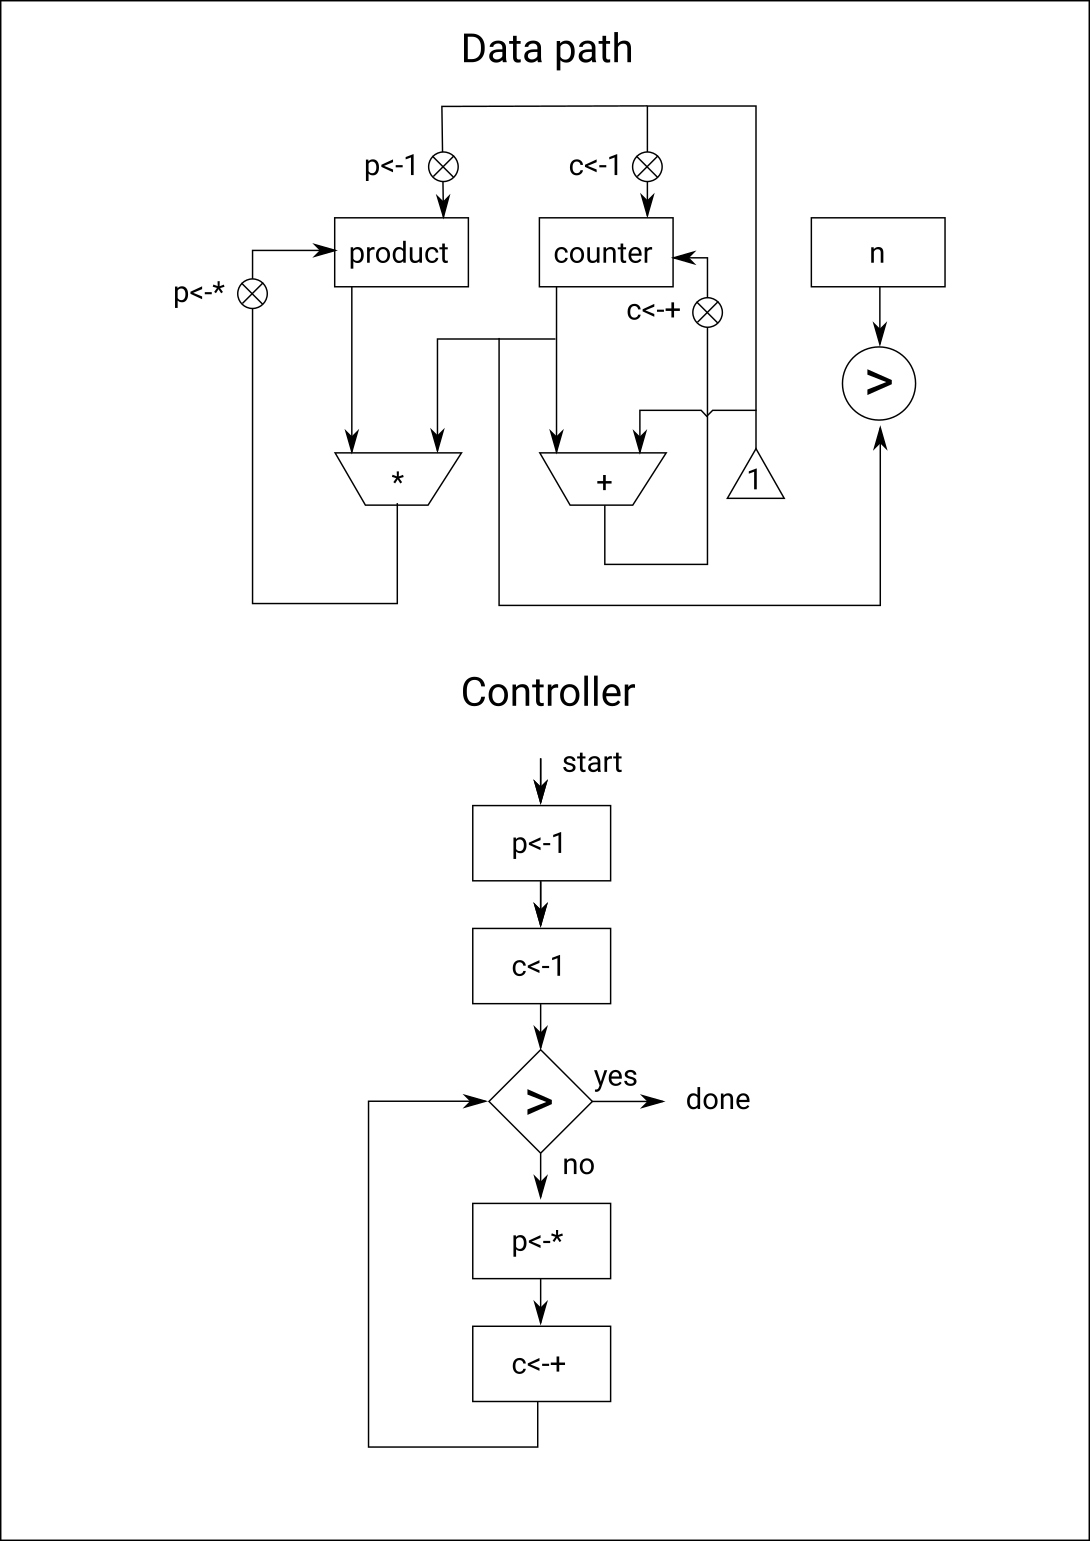 Data path
p<-1
c<-1
product
counter
n
p<-*
c<-+
>
*
+
1
Controller
start
p<-1
c<-1
>
yes
done
no
p<-*
c<-+